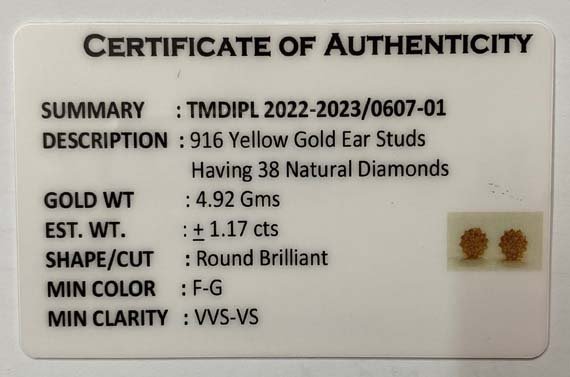 CERTIFICATE OF AUTHENTICITY
SUMMARY : TMDIPL 2022-2023/0607-01
DESCRIPTION : 916 Yellow Gold Ear Studs
Having 38 Natural Diamonds
GOLD WT : 4.92 Gms
EST. WT. : ± 1.17 cts
SHAPE/CUT : Round Brilliant
MIN COLOR : F-G
MIN CLARITY : VVS-VS